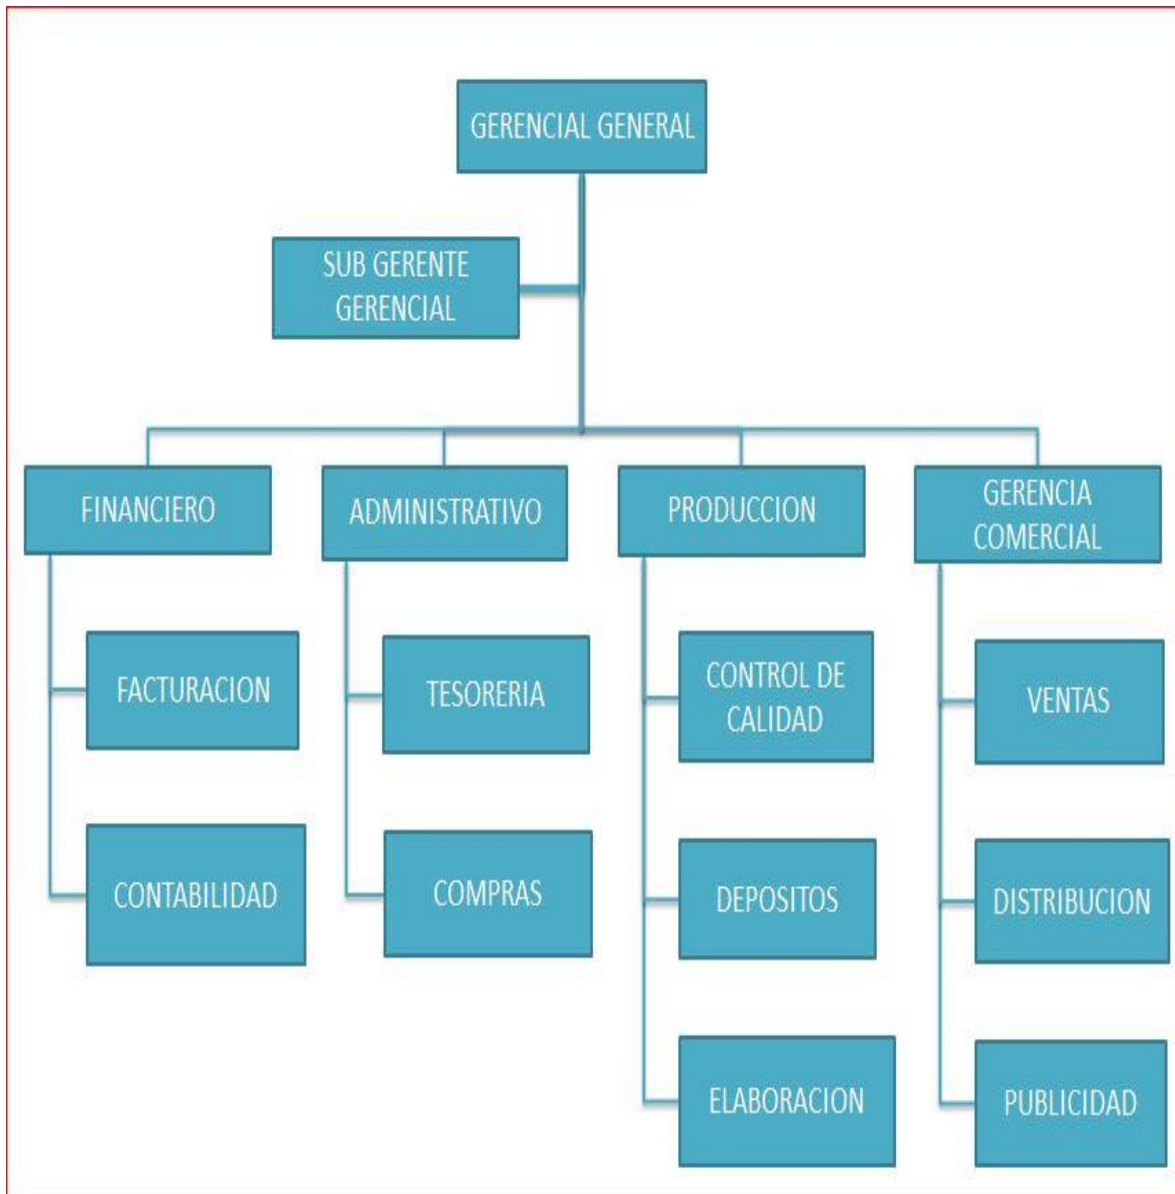 GERENCIAL GENERAL
SUB GERENTE
GERENCIAL
FINANCIERO
ADMINISTRATIVO
PRODUCCION
GERENCIA
COMERCIAL
FACTURACION
TESORERIA
CONTROL DE
CALIDAD
VENTAS
CONTABILIDAD
COMPRAS
DEPOSITOS
DISTRIBUCION
ELABORACION
PUBLICIDAD